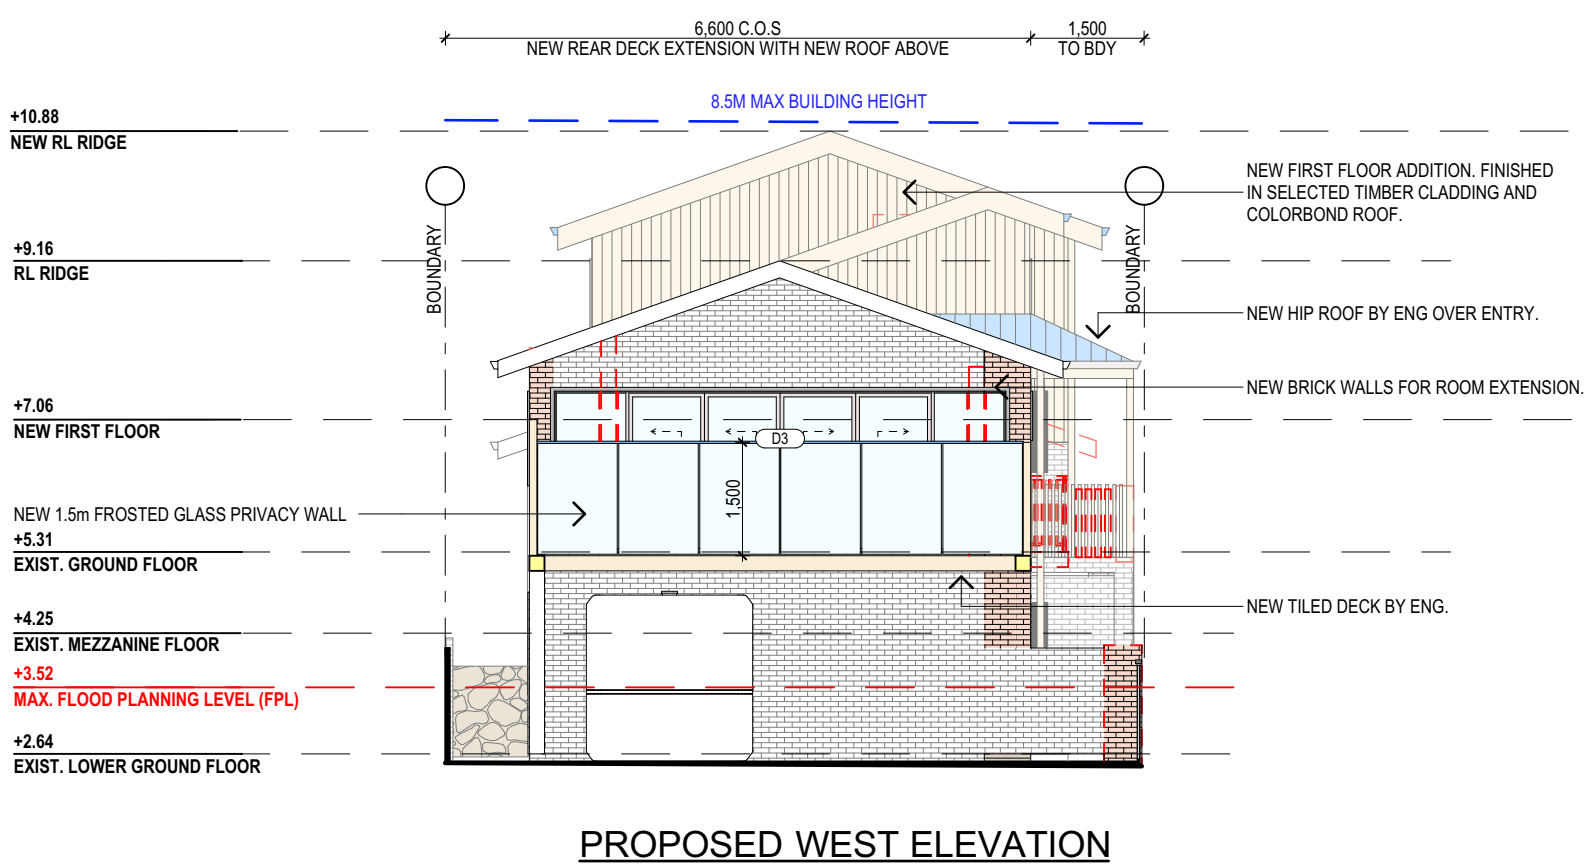 6,600 C.O.S
NEW REAR DECK EXTENSION WITH NEW ROOF ABOVE
1,500
TO BDY
8.5M MAX BUILDING HEIGHT
+10.88
NEW RL RIDGE
NEW FIRST FLOOR ADDITION. FINISHED
IN SELECTED TIMBER CLADDING AND
COLORBOND ROOF.
+9.16
RL RIDGE
BOUNDARY
BOUNDARY
NEW HIP ROOF BY ENG OVER ENTRY.
NEW BRICK WALLS FOR ROOM EXTENSION.
+7.06
NEW FIRST FLOOR
D3
1,500
NEW 1.5m FROSTED GLASS PRIVACY WALL
+5.31
EXIST. GROUND FLOOR
NEW TILED DECK BY ENG.
+4.25
EXIST. MEZZANINE FLOOR
+3.52
MAX. FLOOD PLANNING LEVEL (FPL)
+2.64
EXIST. LOWER GROUND FLOOR
PROPOSED WEST ELEVATION